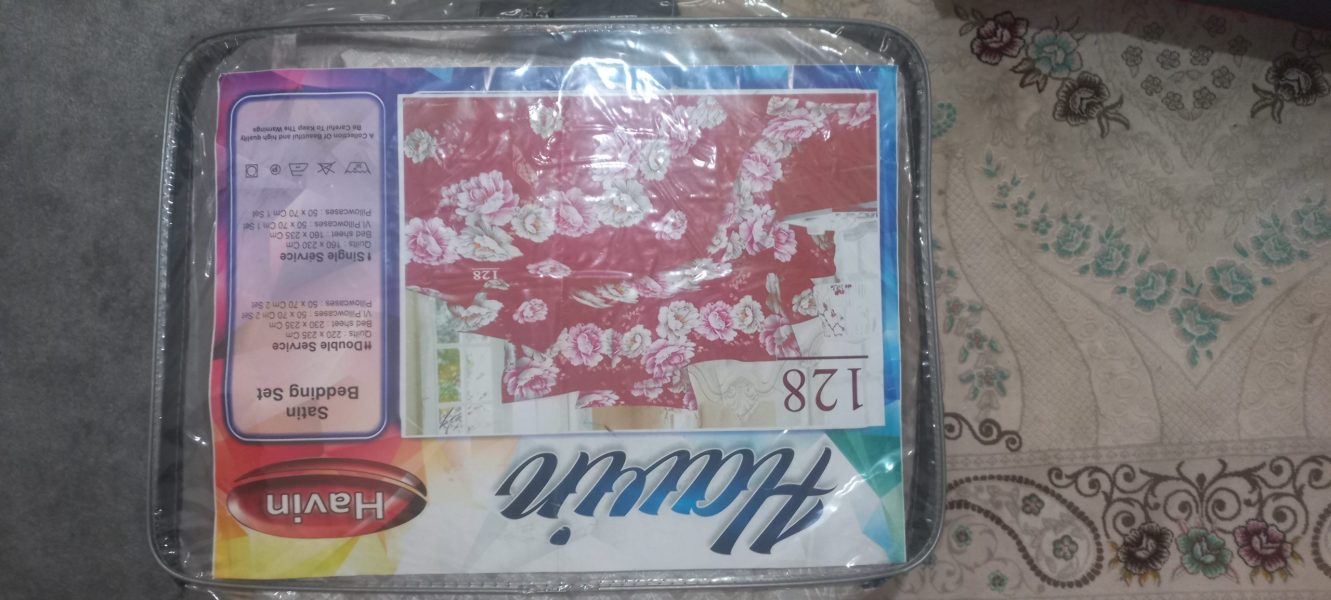 Havin
Havin
128
128
Satin
Bedding Set
Double Service
Quilts : 220 x 235 Cm
Bed sheet : 230 x 235 Cm
Vi Pillowcases : 50 x 70 Cm 2 Set
Pillowcases : 50 x 70 Cm 2 Set
Single Service
Quilts : 160 x 230 Cm
Bed sheet : 180 x 235 Cm
Vi Pillowcases : 50 x 70 Cm 1 Set
Pillowcases : 50 x 70 Cm 1 Set
A Collection Of Beautiful and high quality
Be Careful To Keep The Warnings